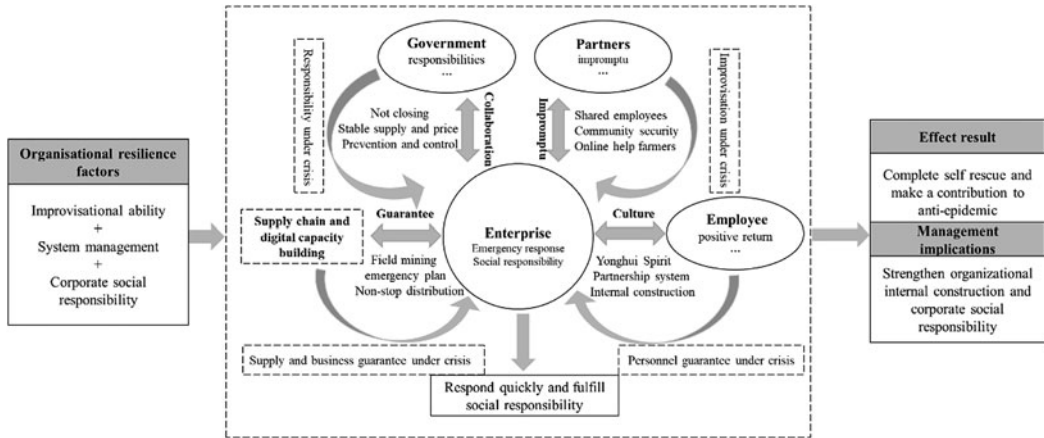 Organisational resilience
factors
Improvisational ability
+
System management
+
Corporate social
responsibility
Responsibility under crisis
Government
responsibilities
...
Partners
impromptu
...
Improvisation under crisis
Not closing
Stable supply and price
Prevention and control
Collaboration
Impromptu
Shared employees
Community security
Online help farmers
Supply chain and
digital capacity
building
Guarantee
Field mining
emergency plan
Non-stop distribution
Enterprise
Emergency response
Social responsibility
Culture
Yonghui Spirit
Partnership system
Internal construction
Employee
positive return
...
Supply and business guarantee under crisis
Personnel guarantee under crisis
Respond quickly and fulfill
social responsibility
Effect result
Complete self rescue and
make a contribution to
anti-epidemic
Management
implications
Strengthen organizational
internal construction and
corporate social
responsibility